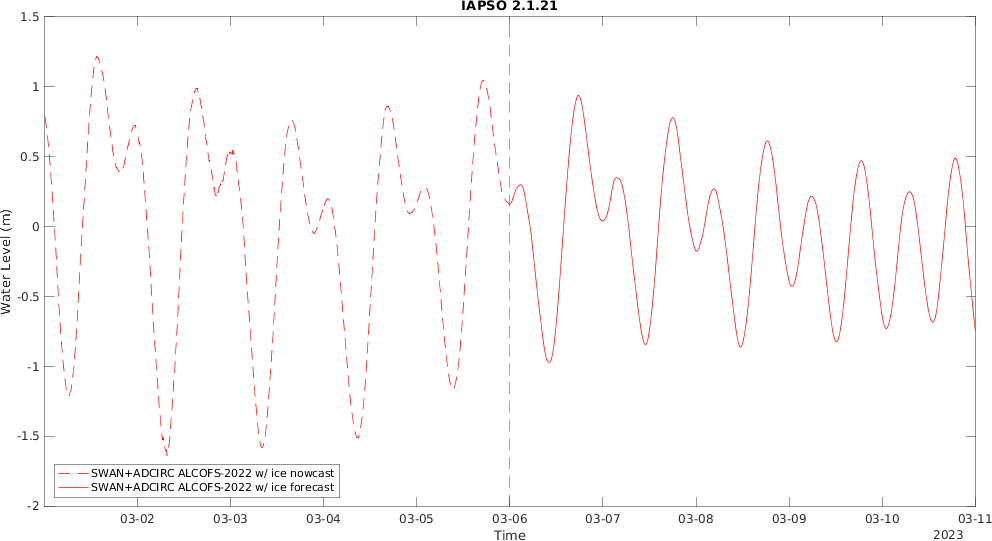 IAPSO 2.1.21
1.5
1
0.5
0
-0.5
-1
-1.5
-2
Water Level (m)
SWAN+ADCIRC ALCOFS-2022 w/ ice nowcast
SWAN+ADCIRC ALCOFS-2022 w/ ice forecast
03-02 03-03 03-04 03-05 03-06 03-07 03-08 03-09 03-10 03-11
Time
2023